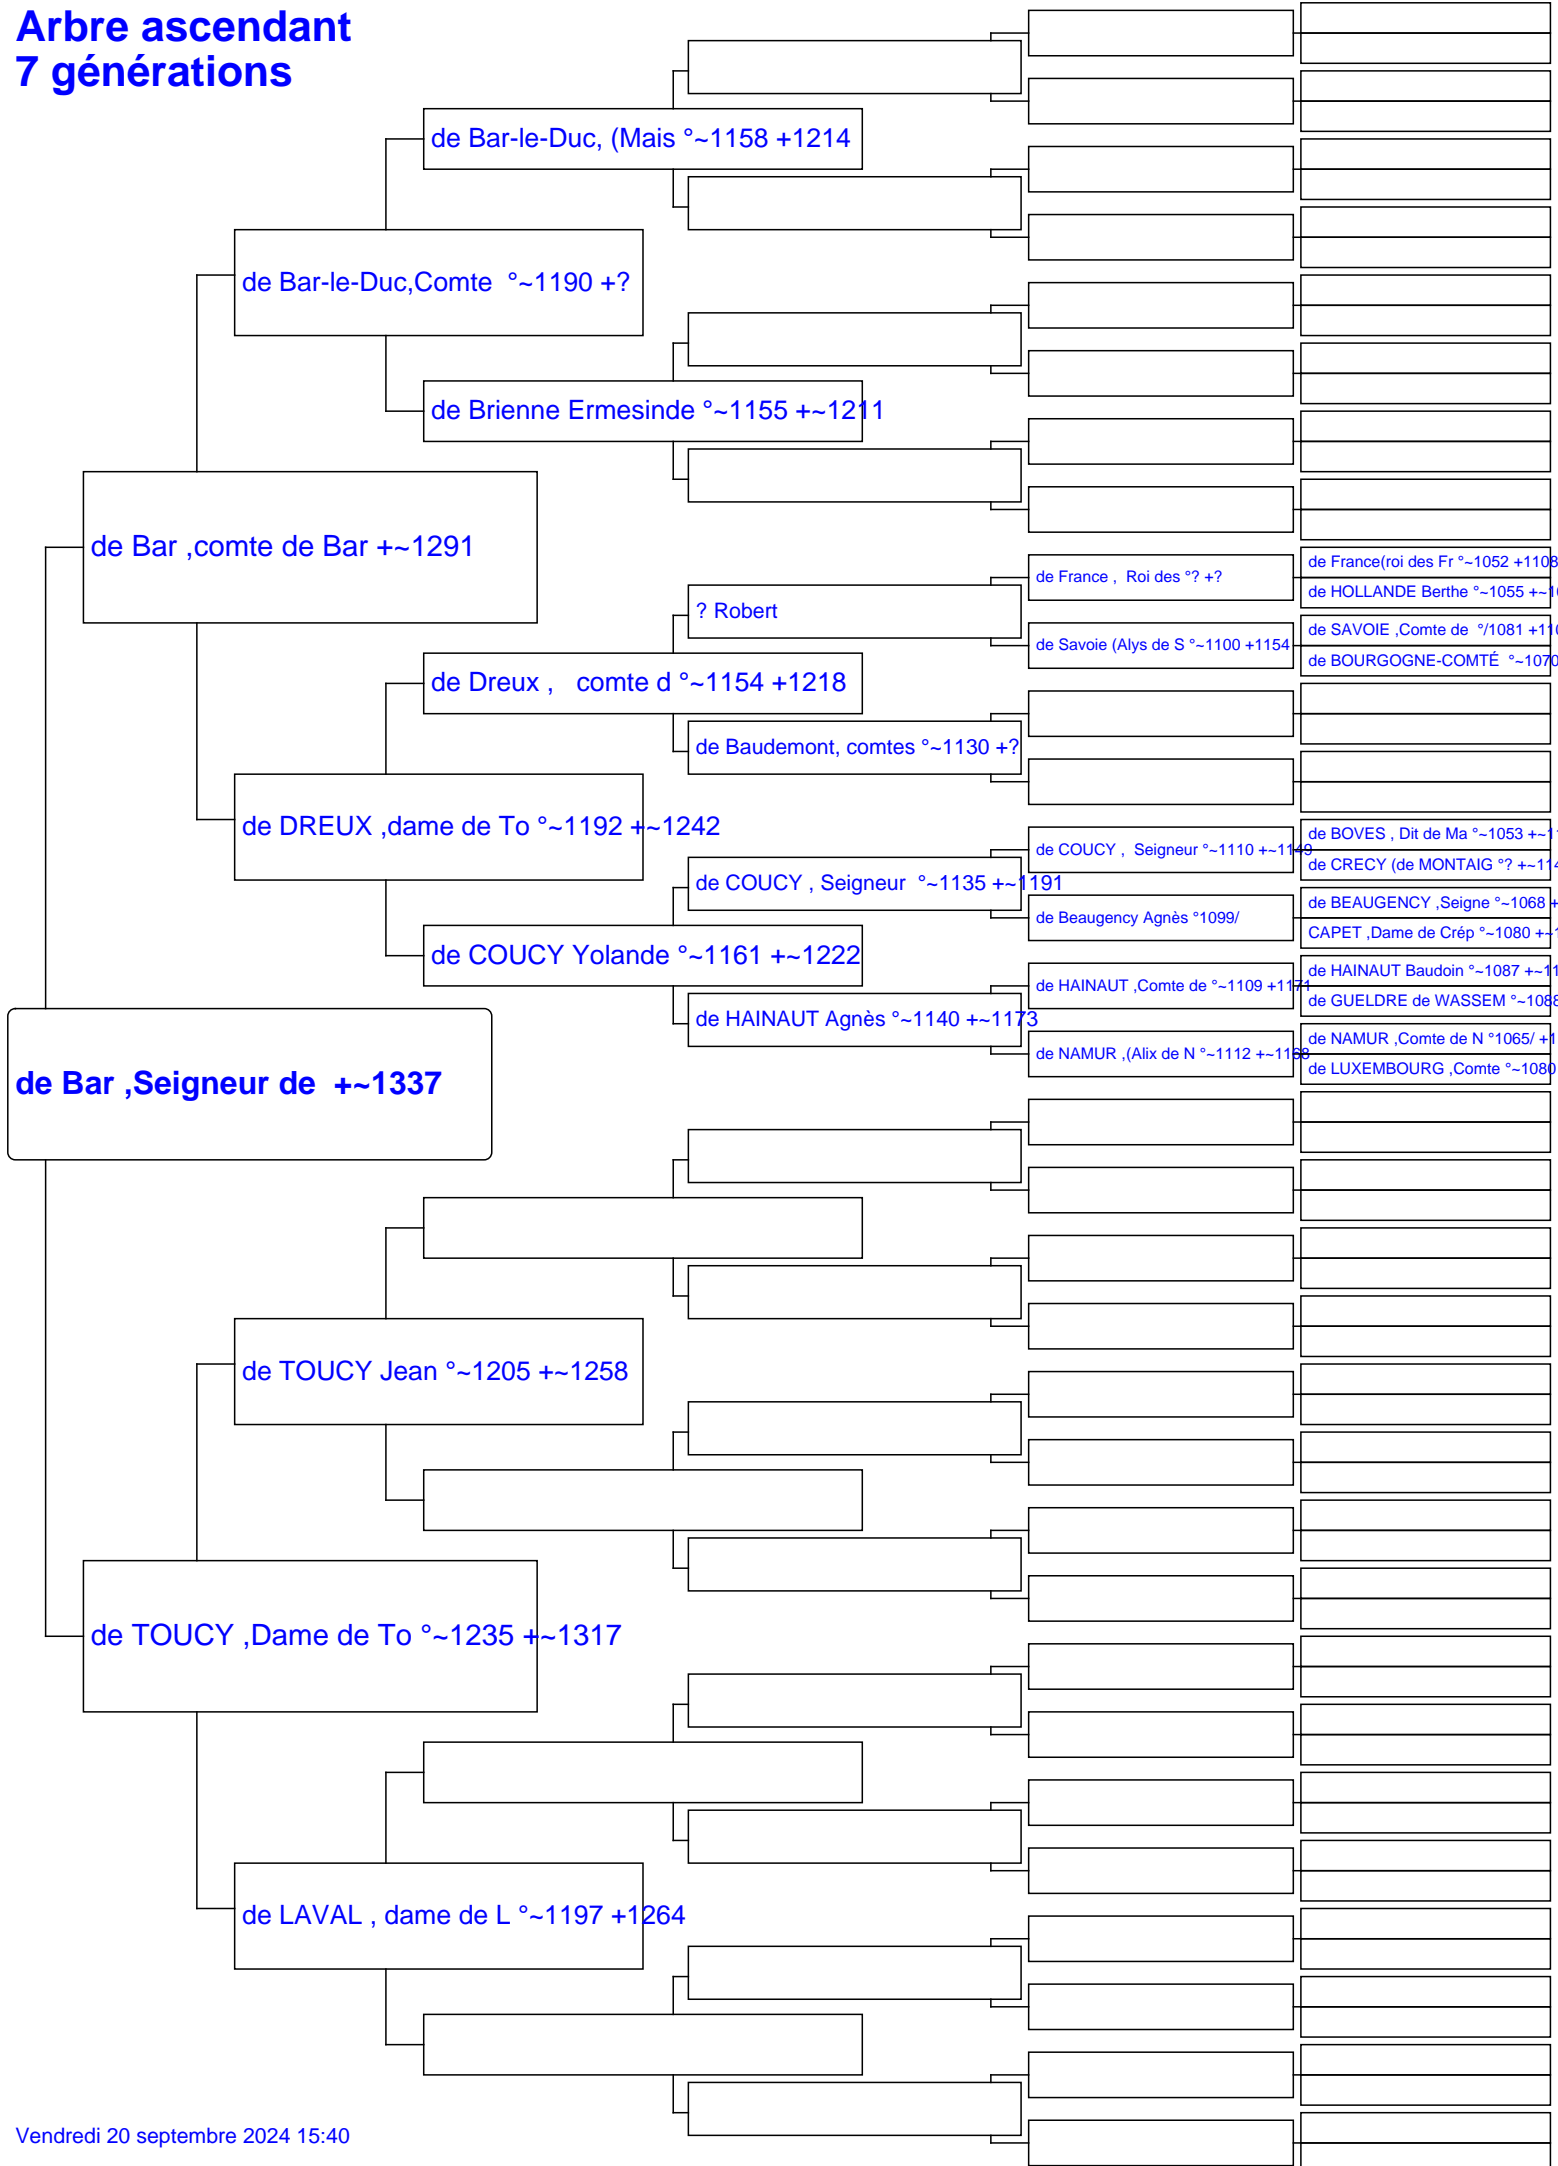 Arbre ascendant
7 générations
de Bar-le-Duc, (Mais °~1158 +1214
de Bar-le-Duc,Comte  °~1190 +?
de Brienne Ermesinde °~1155 +~1211
de Bar ,comte de Bar +~1291
de France(roi des Fr °~1052 +1108
de France ,  Roi des °? +?
de HOLLANDE Berthe °~1055 +~1
? Robert
de SAVOIE ,Comte de  °/1081 +110
de Savoie (Alys de S °~1100 +1154
de BOURGOGNE-COMTÉ  °~1070
de Dreux ,   comte d °~1154 +1218
de Baudemont, comtes °~1130 +?
de DREUX ,dame de To °~1192 +~1242
de BOVES , Dit de Ma °~1053 +~1
de COUCY ,  Seigneur °~1110 +~1149
de CRECY (de MONTAIG °? +~114
de COUCY , Seigneur  °~1135 +~1191
de BEAUGENCY ,Seigne °~1068 +
de Beaugency Agnès °1099/
CAPET ,Dame de Crép °~1080 +~1
de COUCY Yolande °~1161 +~1222
de HAINAUT Baudoin °~1087 +~11
de HAINAUT ,Comte de °~1109 +1171
de GUELDRE de WASSEM °~1088
de HAINAUT Agnès °~1140 +~1173
de NAMUR ,Comte de N °1065/ +1
de NAMUR ,(Alix de N °~1112 +~1168
de LUXEMBOURG ,Comte °~1080
de Bar ,Seigneur de  +~1337
de TOUCY Jean °~1205 +~1258
de TOUCY ,Dame de To °~1235 +~1317
de LAVAL , dame de L °~1197 +1264
Vendredi 20 septembre 2024 15:40